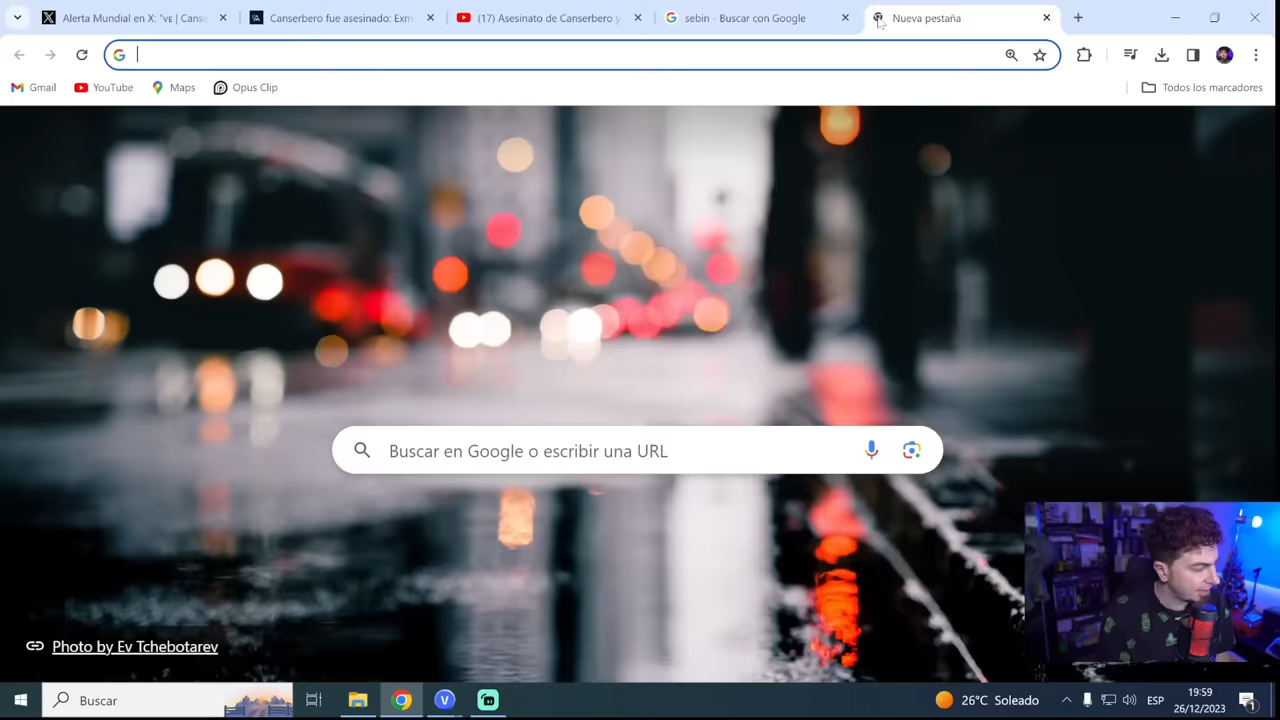 Alerta Mundial en X: "ve | Canse
Canserbero fue asesinado: Exm
(17) Asesinato de Canserbero y
sebin - Buscar con Google
Nueva pestaña
Gmail
YouTube
Maps
Opus Clip
Todos los marcadores
Buscar en Google o escribir una URL
Photo by Ev Tchebotarev
Buscar
26°C Soleado
ESP
19:59
26/12/2023
1